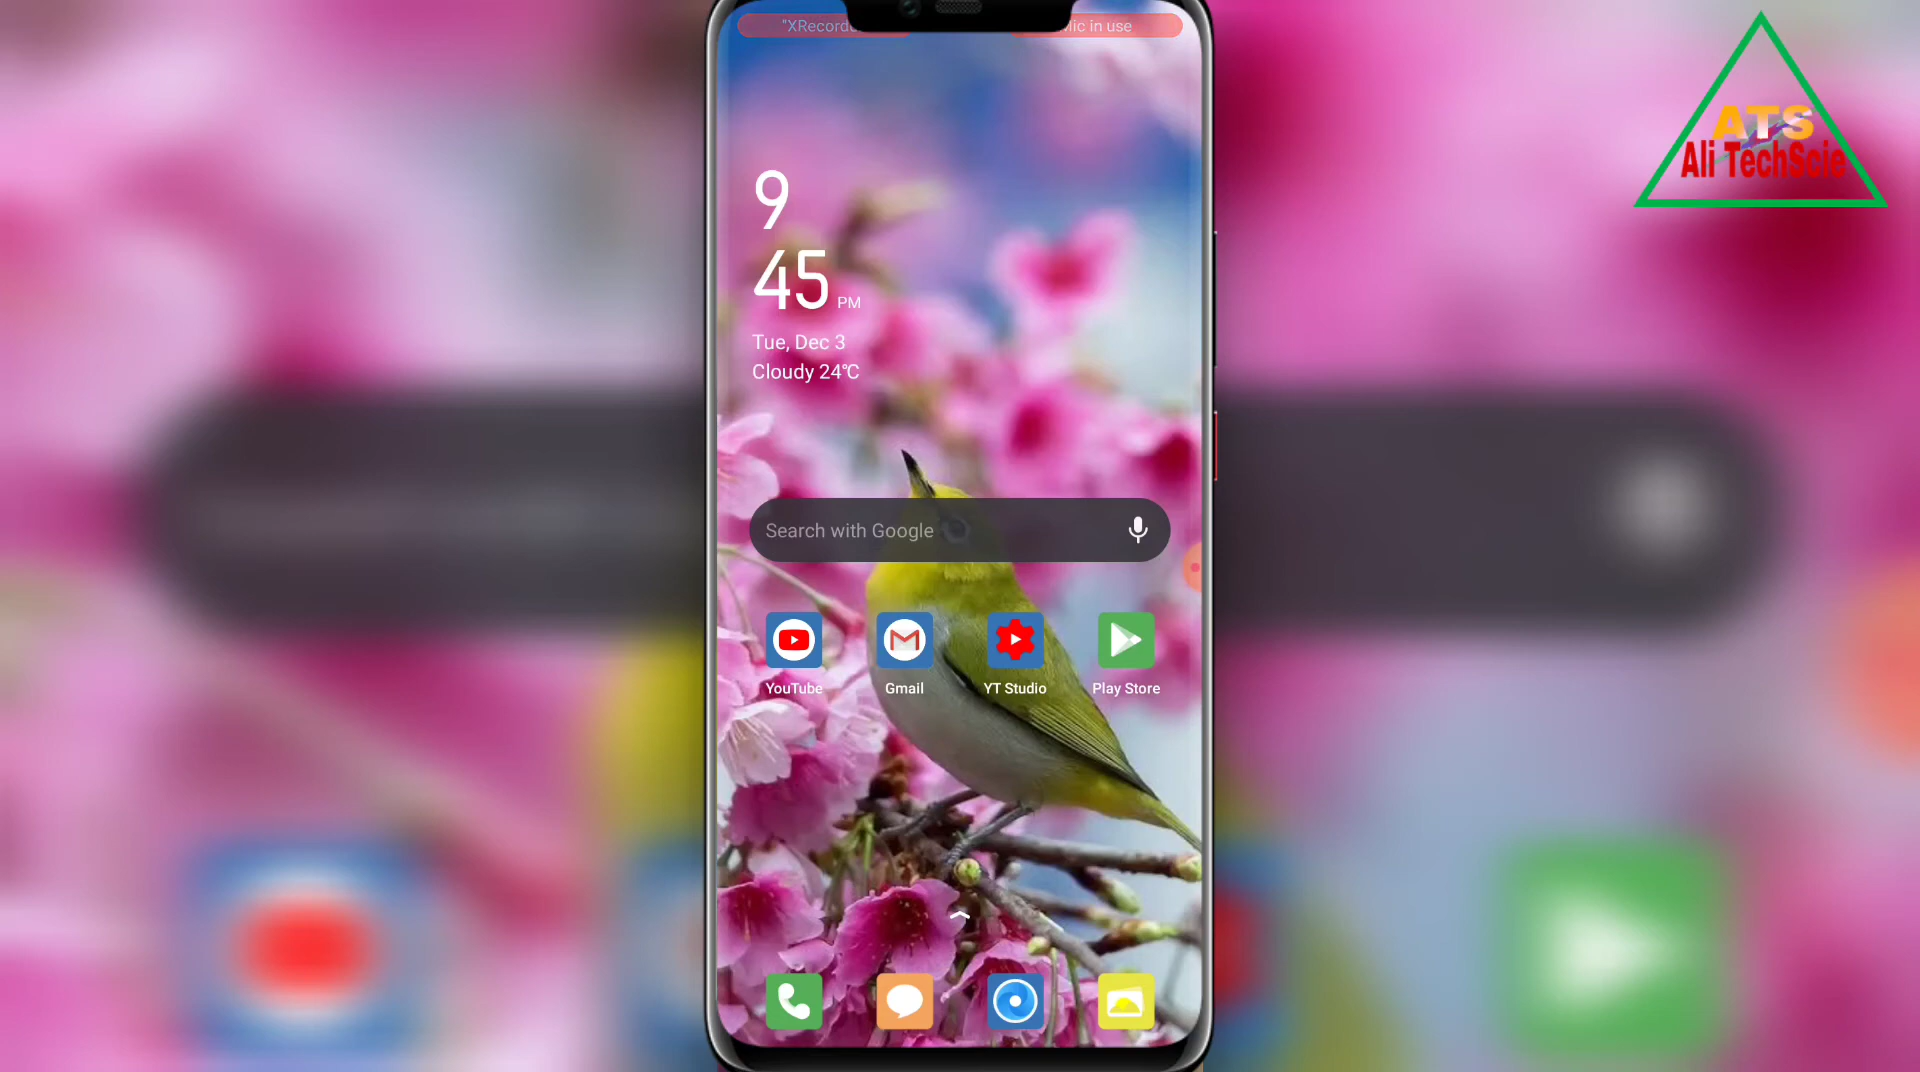 "XRecord
Mic in use
ATS
Ali TechScie
9
45 PM
Tue, Dec 3
Cloudy 24℃
Search with Google
YouTube
Gmail
YT Studio
Play Store